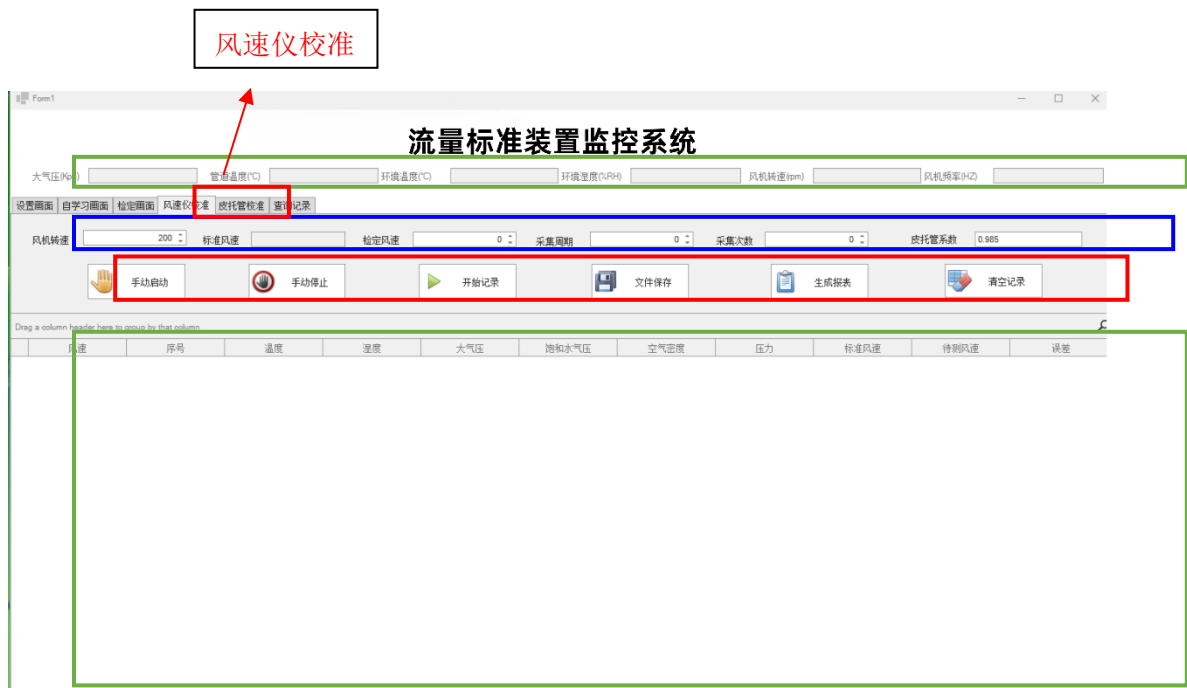 风速仪校准
Form1
流量标准装置监控系统
大气压(Kpa) 管道温度(℃) 环境温度(℃) 环境湿度(%RH) 风机转速(rpm) 风机频率(HZ)
设置画面 自学习画面 检定画面 风速仪校准 皮托管校准 查询记录
风机转速 200 标准风速 检定风速 0 采集周期 0 采集次数 0 皮托管系数 0.985
手动启动 手动停止 开始记录 文件保存 生成报表 清空记录
Drag a column header here to group by that column
风速 序号 温度 湿度 大气压 饱和水气压 空气密度 压力 标准风速 待测风速 误差